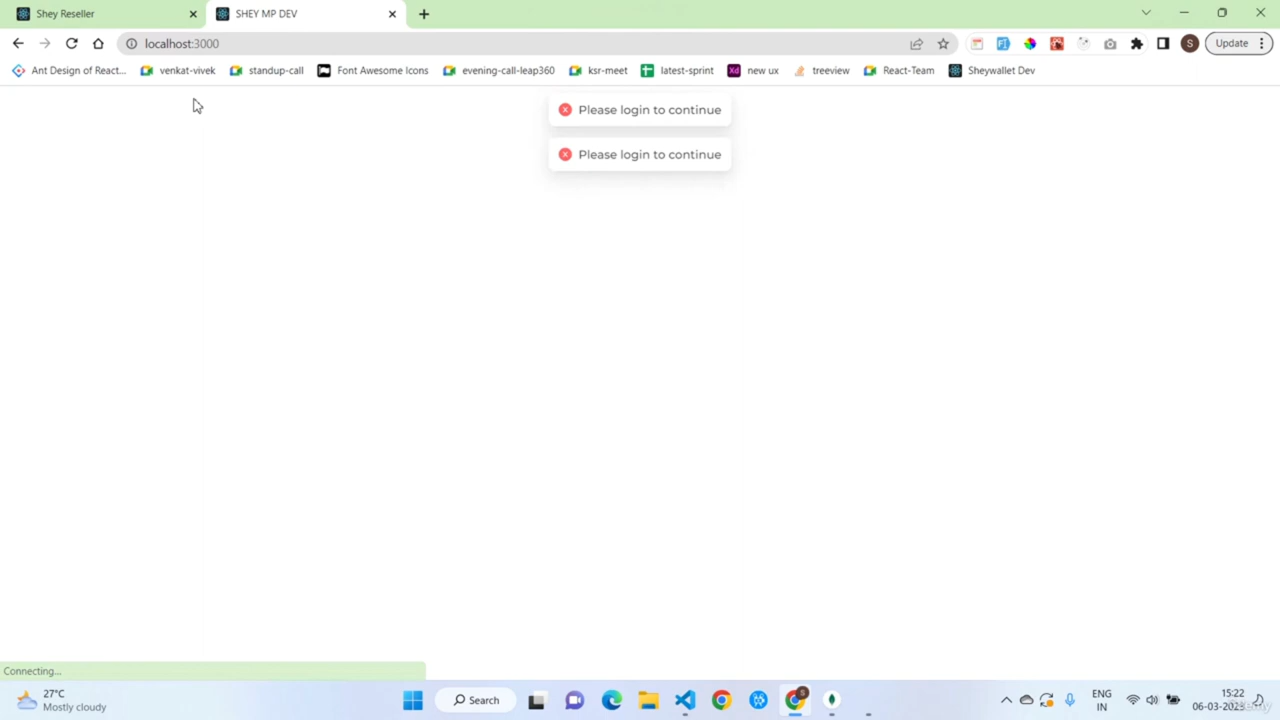 Shey Reseller
SHEY MP DEV
localhost:3000
S
Update
Ant Design of React...
venkat-vivek
standup-call
Font Awesome Icons
evening-call-leap360
ksr-meet
latest-sprint
Xd
new ux
treeview
React-Team
Sheywallet Dev
Please login to continue
Please login to continue
Connecting...
27°C
Mostly cloudy
Search
S
ENG
IN
15:22
06-03-2023